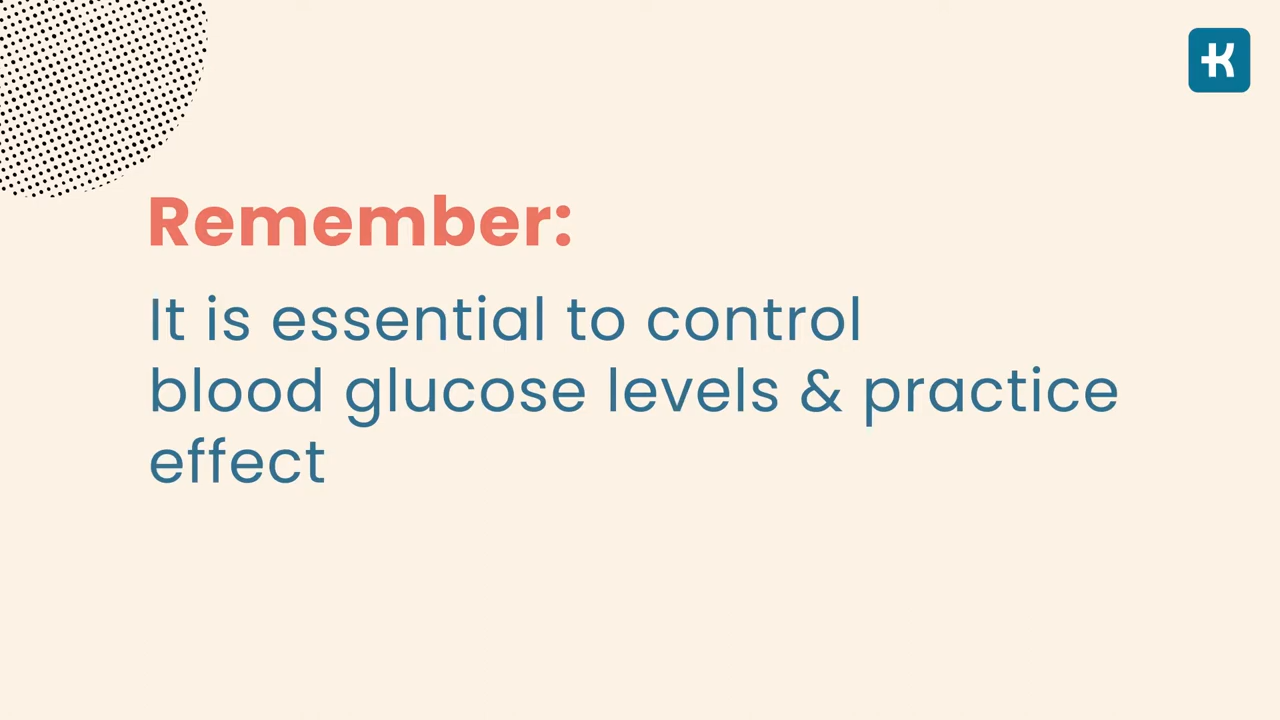 K
Remember:
It is essential to control
blood glucose levels & practice
effect